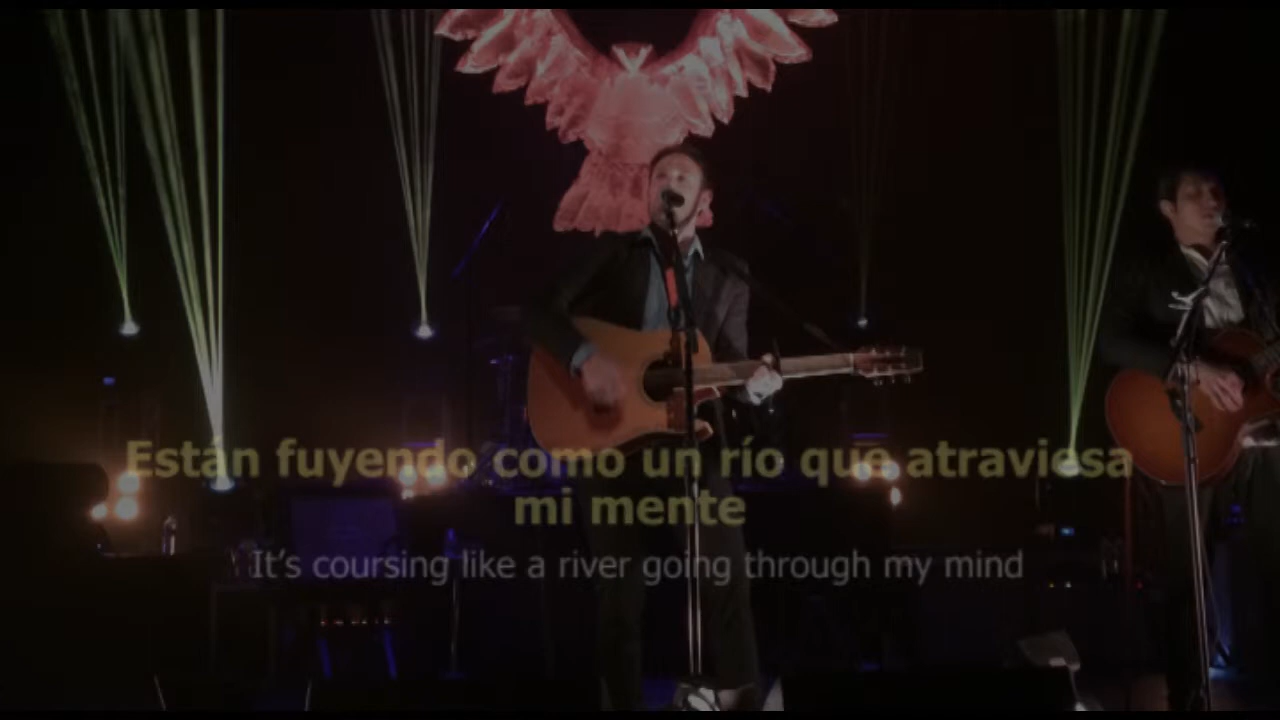 Están fuyendo como un río que atraviesa
mi mente
It's coursing like a river going through my mind